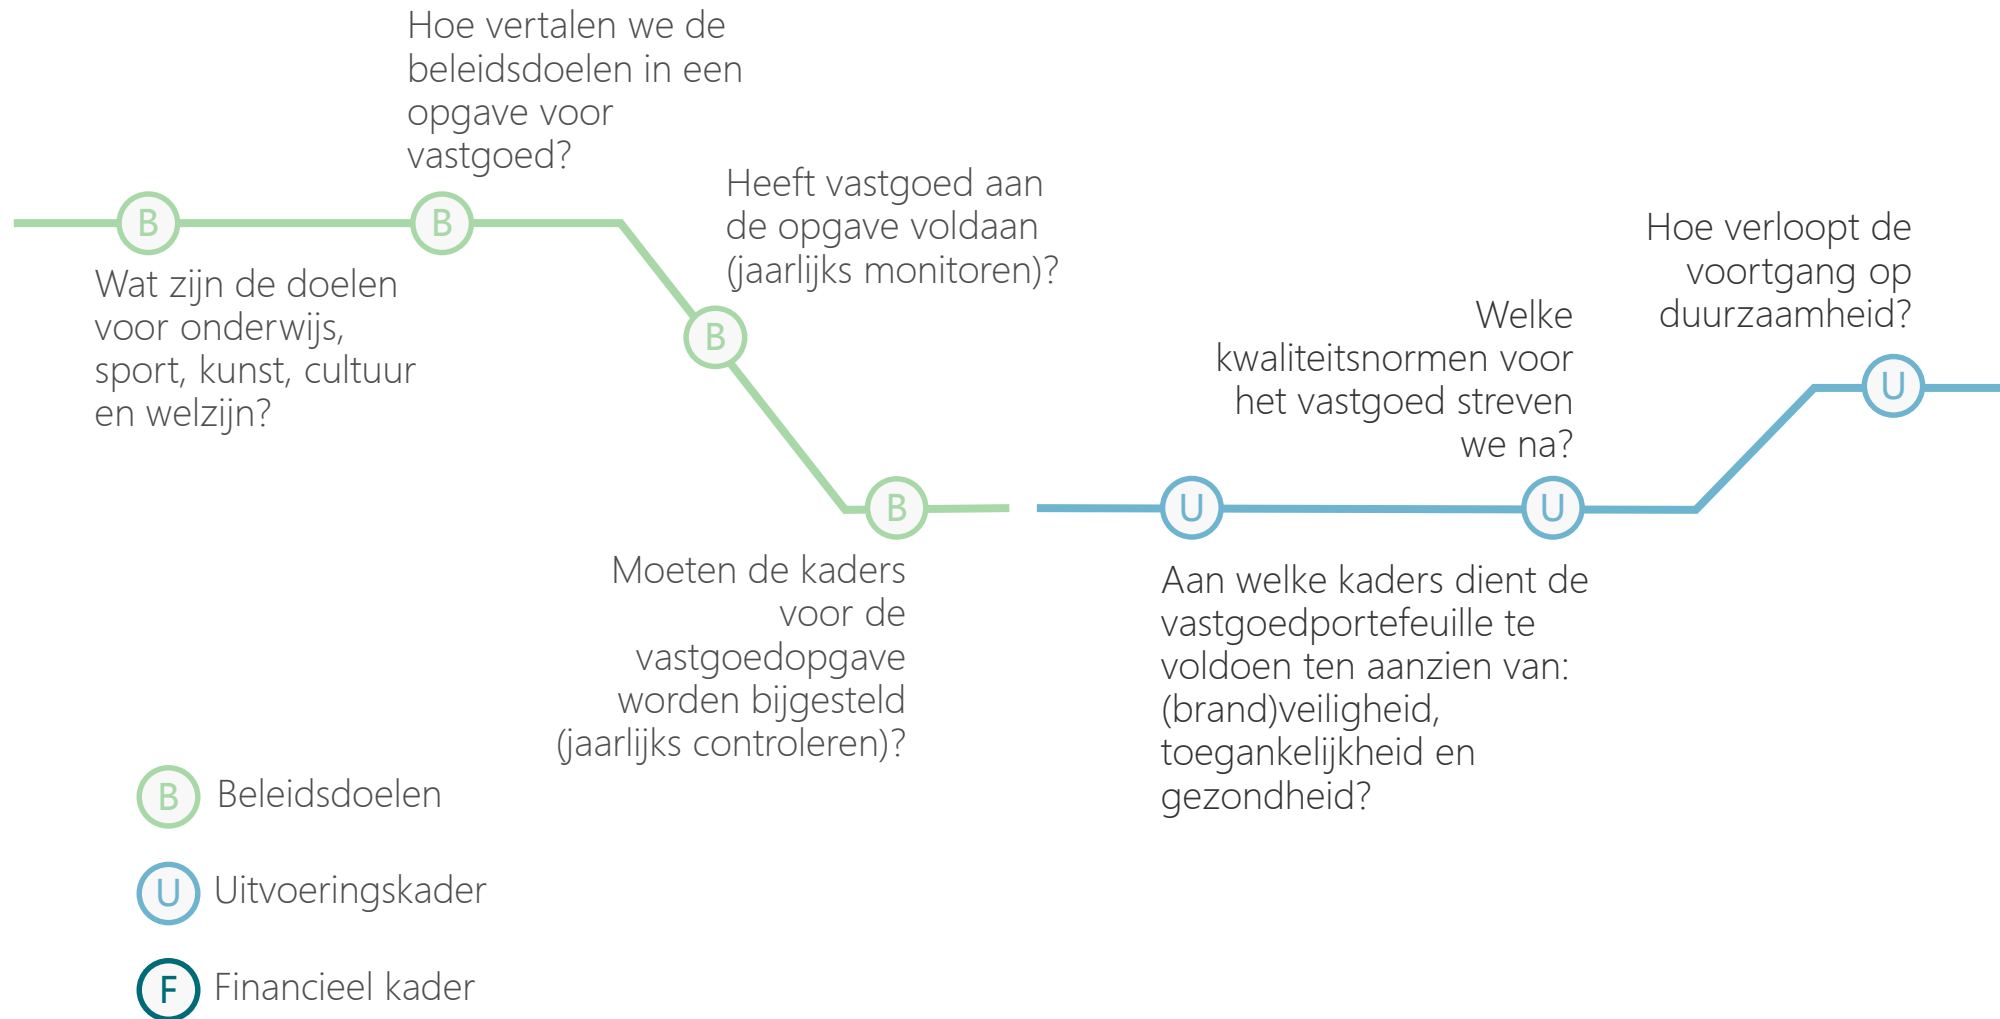 Hoe vertalen we de
beleidsdoelen in een
opgave voor
vastgoed?
B
B
Wat zijn de doelen
voor onderwijs,
sport, kunst, cultuur
en welzijn?
Heeft vastgoed aan
de opgave voldaan
(jaarlijks monitoren)?
B
B
Moeten de kaders
voor de
vastgoedopgave
worden bijgesteld
(jaarlijks controleren)?
U
Aan welke kaders dient de
vastgoedportefeuille te
voldoen ten aanzien van:
(brand)veiligheid,
toegankelijkheid en
gezondheid?
Welke
kwaliteitsnormen voor
het vastgoed streven
we na?
U
Hoe verloopt de
voortgang op
duurzaamheid?
U
B Beleidsdoelen
U Uitvoeringskader
F Financieel kader